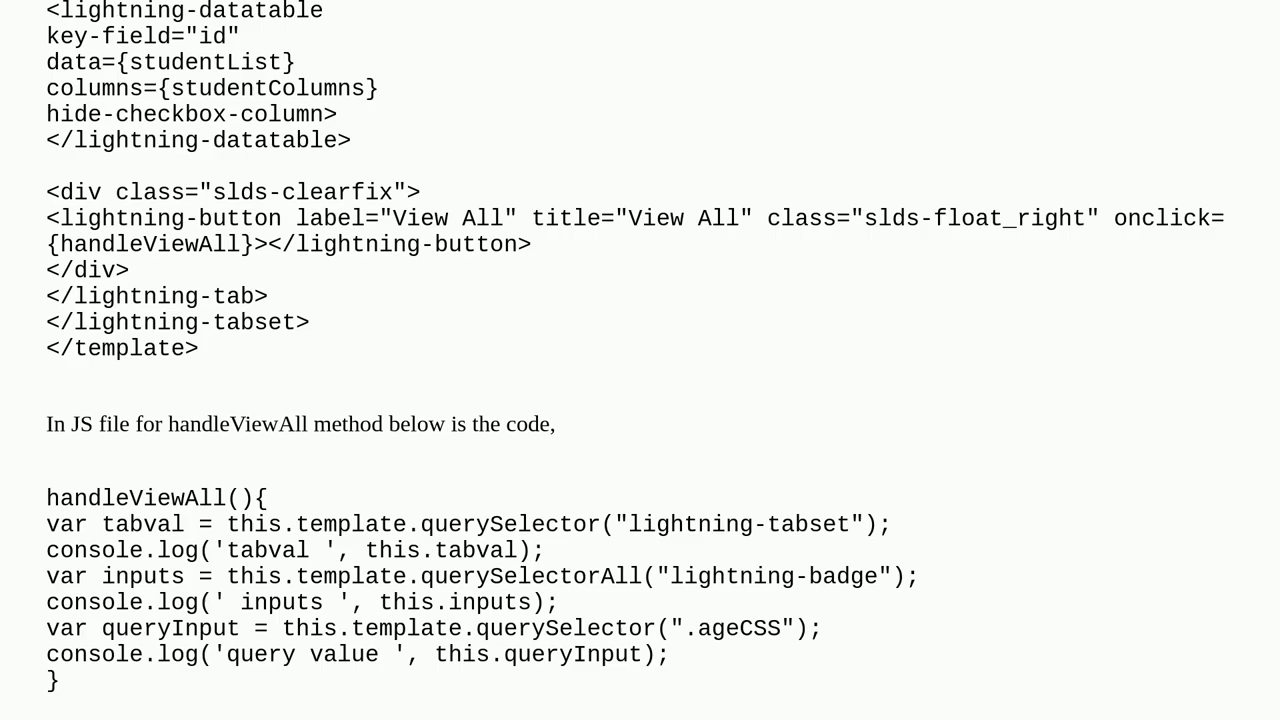 <lightning-datatable
key-field="id"
data={studentList}
columns={studentColumns}
hide-checkbox-column>
</lightning-datatable>
<div class="slds-clearfix">
<lightning-button label="View All" title="View All" class="slds-float_right" onclick=
{handleViewAll}></lightning-button>
</div>
</lightning-tab>
</lightning-tabset>
</template>
In JS file for handleViewAll method below is the code,
handleViewAll(){
var tabval = this.template.querySelector("lightning-tabset");
console.log('tabval ', this.tabval);
var inputs = this.template.querySelectorAll("lightning-badge");
console.log(' inputs ', this.inputs);
var queryInput = this.template.querySelector(".ageCSS");
console.log('query value ', this.queryInput);
}